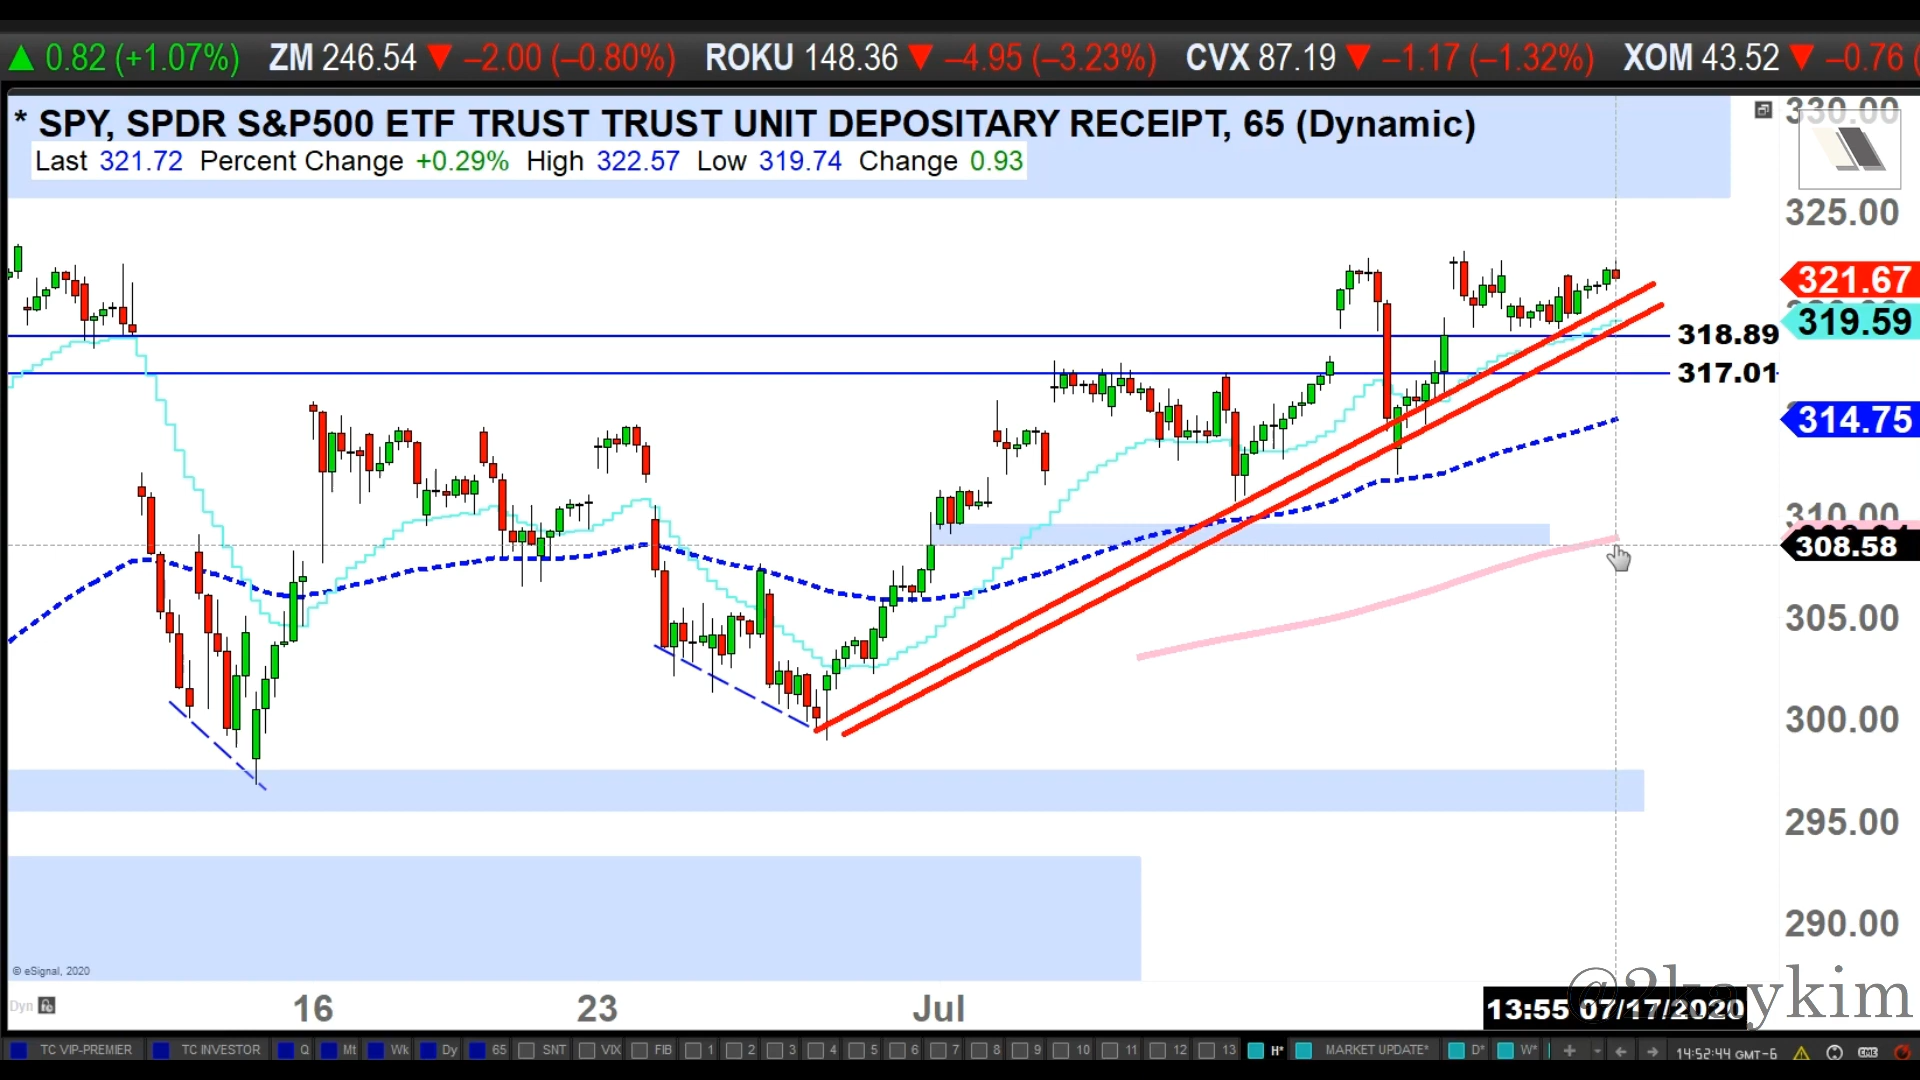 0.82 (+1.07%) ZM 246.54 –2.00 (–0.80%) ROKU 148.36 –4.95 (–3.23%) CVX 87.19 –1.17 (–1.32%) XOM 43.52 –0.76 (
* SPY, SPDR S&P500 ETF TRUST TRUST UNIT DEPOSITARY RECEIPT, 65 (Dynamic)
Last 321.72 Percent Change +0.29% High 322.57 Low 319.74 Change 0.93
330.00
325.00
321.67
319.59
318.89
317.01
314.75
310.00
308.58
305.00
300.00
295.00
290.00
© eSignal, 2020
Dyn
16 23 Jul
13:55 07/17/2020
@2kaykim
TC VIP-PREMIER TC INVESTOR Q Mt Wk Dy 65 SNT VIX FIB 1 2 3 4 5 6 7 8 9 10 11 12 13 H* MARKET UPDATE* D* W* 14:52:44 GMT-6 CME